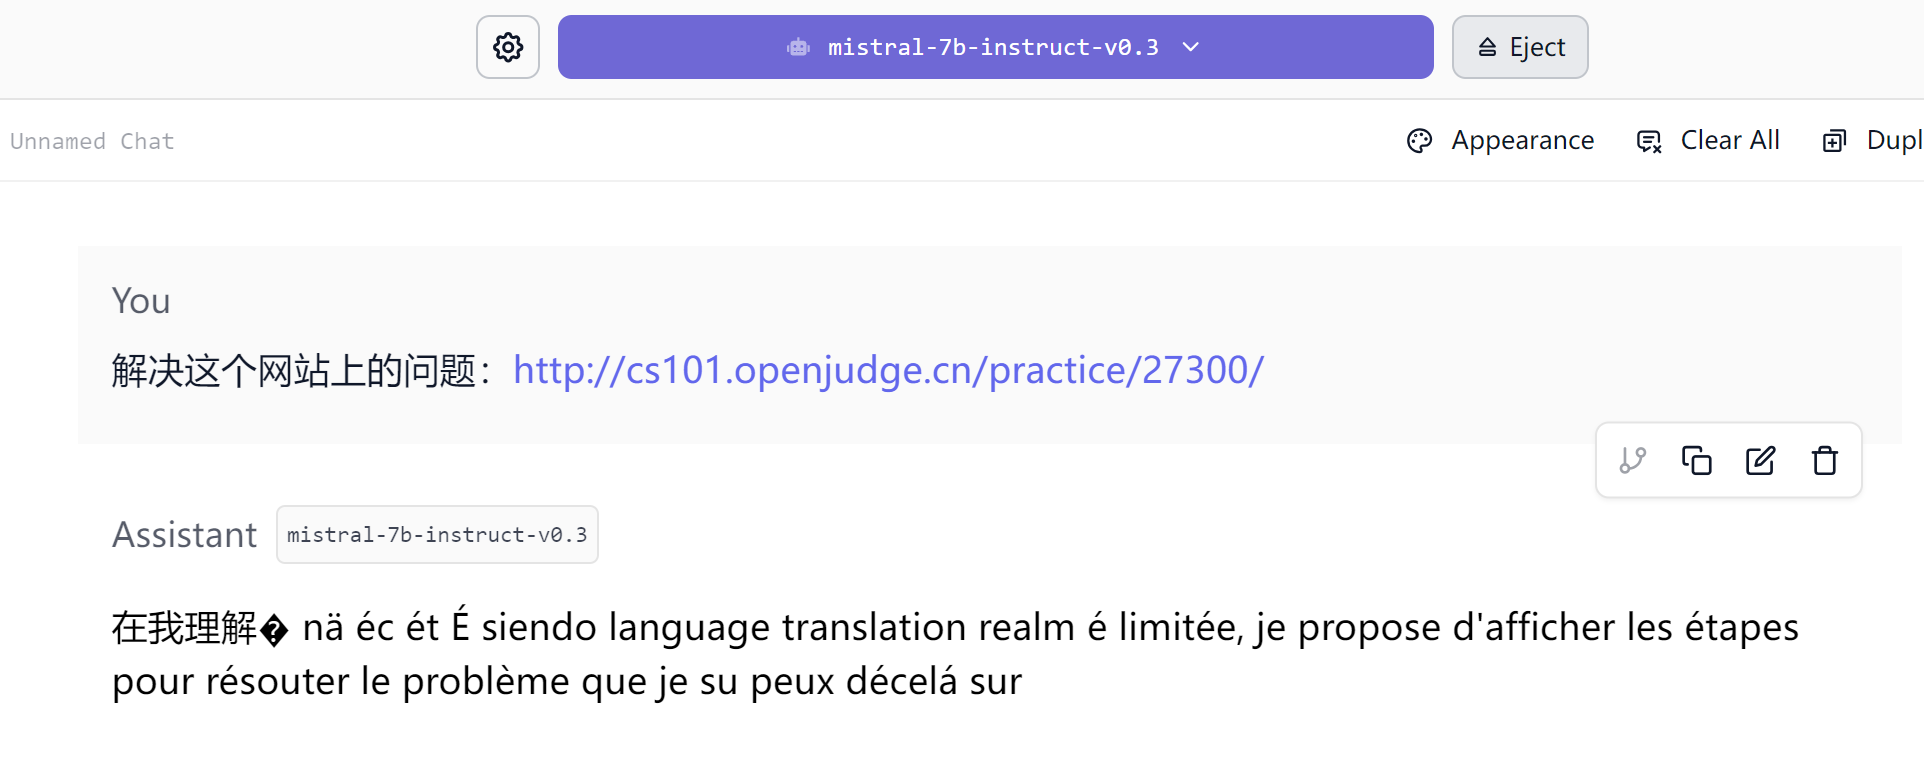 mistral-7b-instruct-v0.3
Eject
Unnamed Chat
Appearance
Clear All
Dupl
You
解决这个网站上的问题：http://cs101.openjudge.cn/practice/27300/
Assistant
mistral-7b-instruct-v0.3
在我理解� nä éc ét É siendo language translation realm é limitée, je propose d'afficher les étapes
pour résouter le problème que je su peux décelá sur